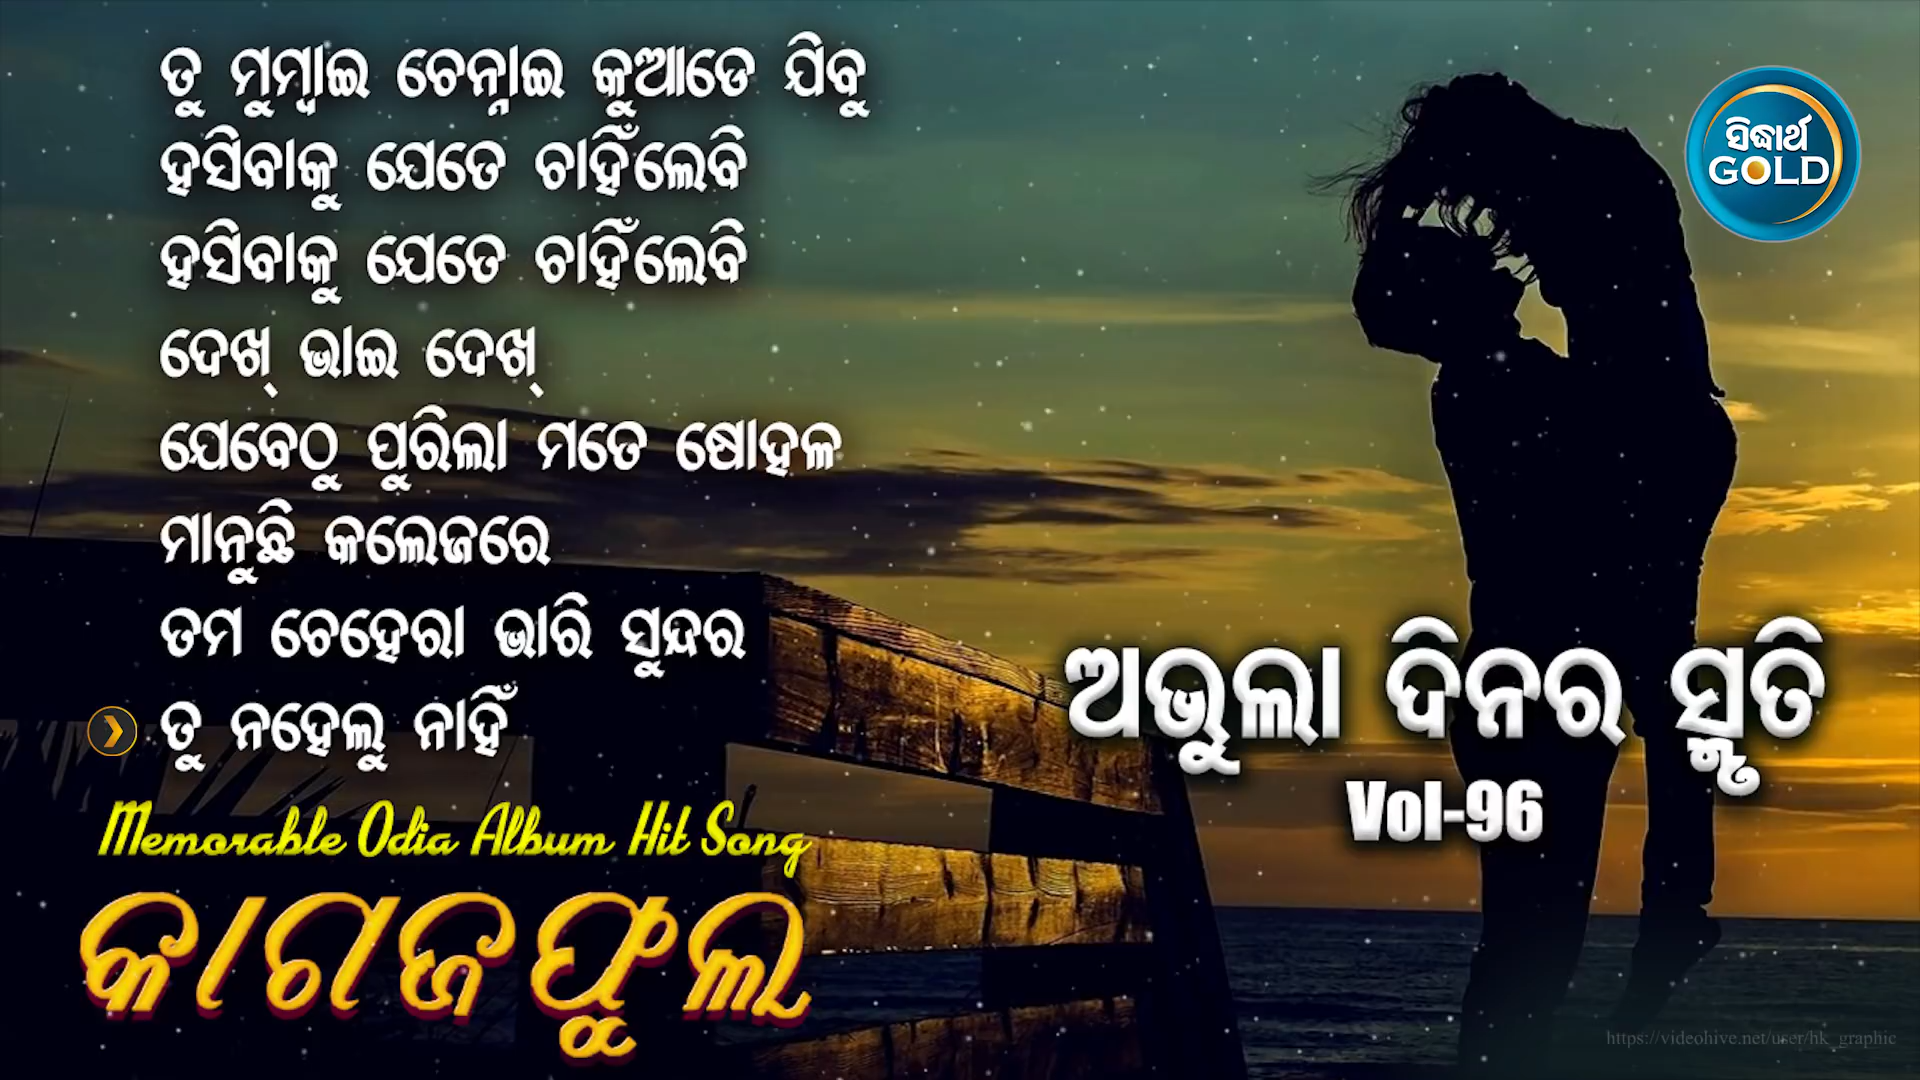 ତୁ ମୁମ୍ବାଇ ଚେନ୍ନାଇ କୁଆଡେ ଯିବୁ
ହସିବାକୁ ଯେତେ ଚାହିଁଲେବି
ହସିବାକୁ ଯେତେ ଚାହିଁଲେବି
ଦେଖ୍ ଭାଇ ଦେଖ୍
ଯେବେଠୁ ପୁରିଲା ମତେ ଷୋହଳ
ମାନୁଛି କଲେଜରେ
ତମ ଚେହେରା ଭାରି ସୁନ୍ଦର
ତୁ ନହେଲୁ ନାହିଁ
Memorable Odia Album Hit Song
କାଗଜଫୁଲ
ସିଦ୍ଧାର୍ଥ
GOLD
ଅଭୁଲା ଦିନର ସ୍ମୃତି
Vol-96
https://videohive.net/user/hk_graphic